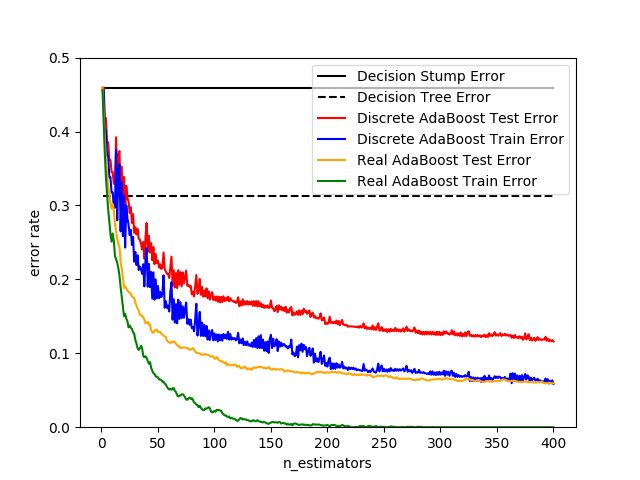 0.5
0.4
0.3
0.2
0.1
0.0
error rate
Decision Stump Error
Decision Tree Error
Discrete AdaBoost Test Error
Discrete AdaBoost Train Error
Real AdaBoost Test Error
Real AdaBoost Train Error
0 50 100 150 200 250 300 350 400
n_estimators